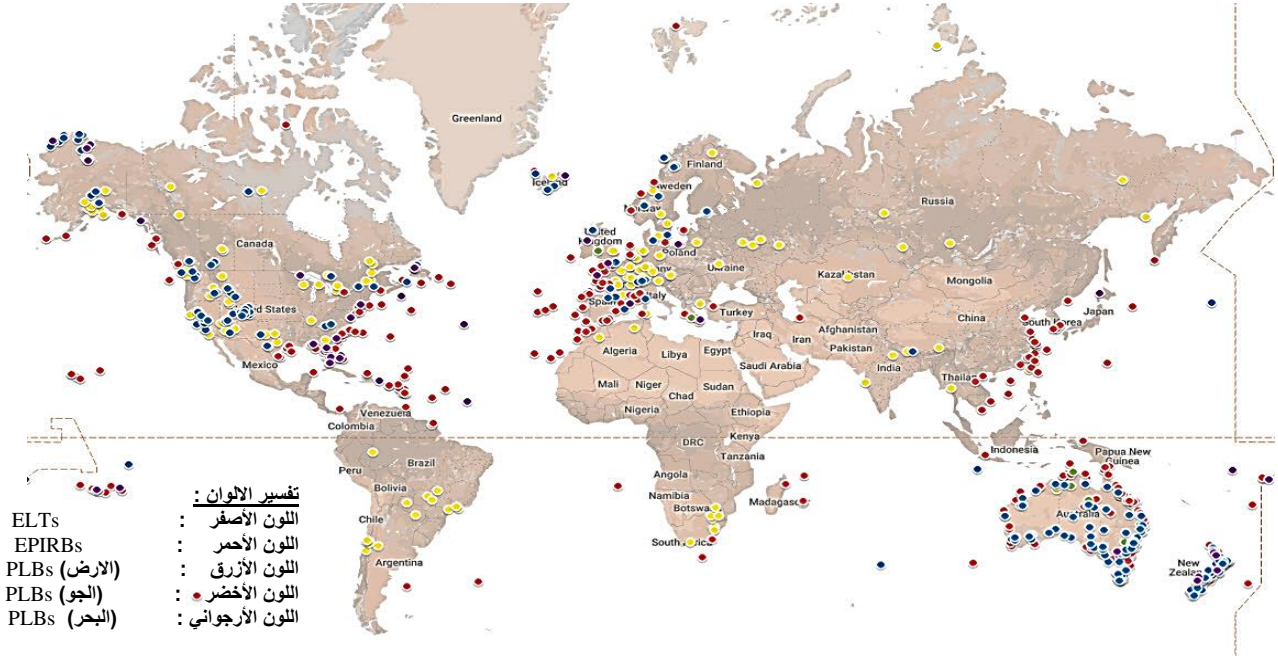 Greenland
Finland
Iceland
Sweden
Norway
Russia
United
Kingdom
Canada
Poland
Ukraine
Kazakhstan
Mongolia
Spain
Italy
United States
Turkey
China
South Korea
Japan
Iraq
Iran
Afghanistan
Pakistan
Algeria
Libya
Egypt
Saudi Arabia
India
Mexico
Mali
Niger
Chad
Sudan
Thailand
Venezuela
Nigeria
Ethiopia
Colombia
DRC
Kenya
Tanzania
Indonesia
Papua New
Guinea
Peru
Brazil
Angola
Bolivia
Namibia
Botswana
Madagascar
Australia
Chile
South Africa
Argentina
New
Zealand
تفسير الالوان :
اللون الأصفر : ELTs
اللون الأحمر : EPIRBs
اللون الأزرق : PLBs (الارض)
اللون الأخضر : PLBs (الجو)
اللون الأرجواني : PLBs (البحر)